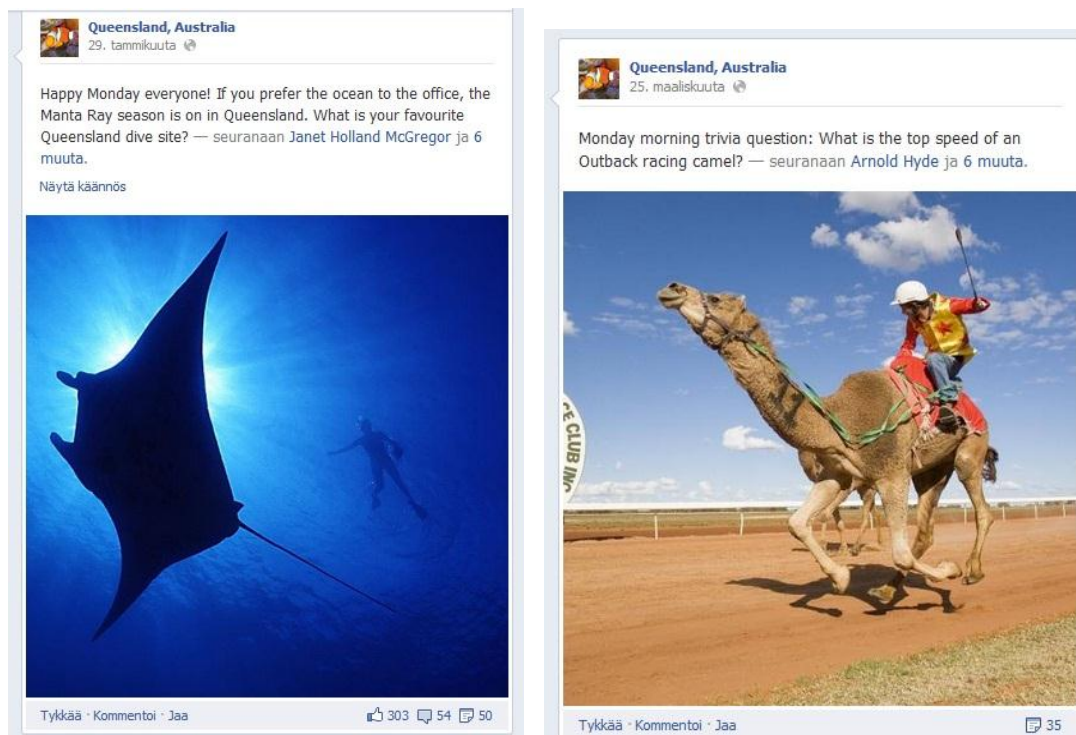 Queensland, Australia
29. tammikuuta
Happy Monday everyone! If you prefer the ocean to the office, the
Manta Ray season is on in Queensland. What is your favourite
Queensland dive site? — seuranaan Janet Holland McGregor ja 6
muuta.
Näytä käännös
Tykkää · Kommentoi · Jaa
303 54 50
Queensland, Australia
25. maaliskuuta
Monday morning trivia question: What is the top speed of an
Outback racing camel? — seuranaan Arnold Hyde ja 6 muuta.
CE CLUB INC
Tykkää · Kommentoi · Jaa
35